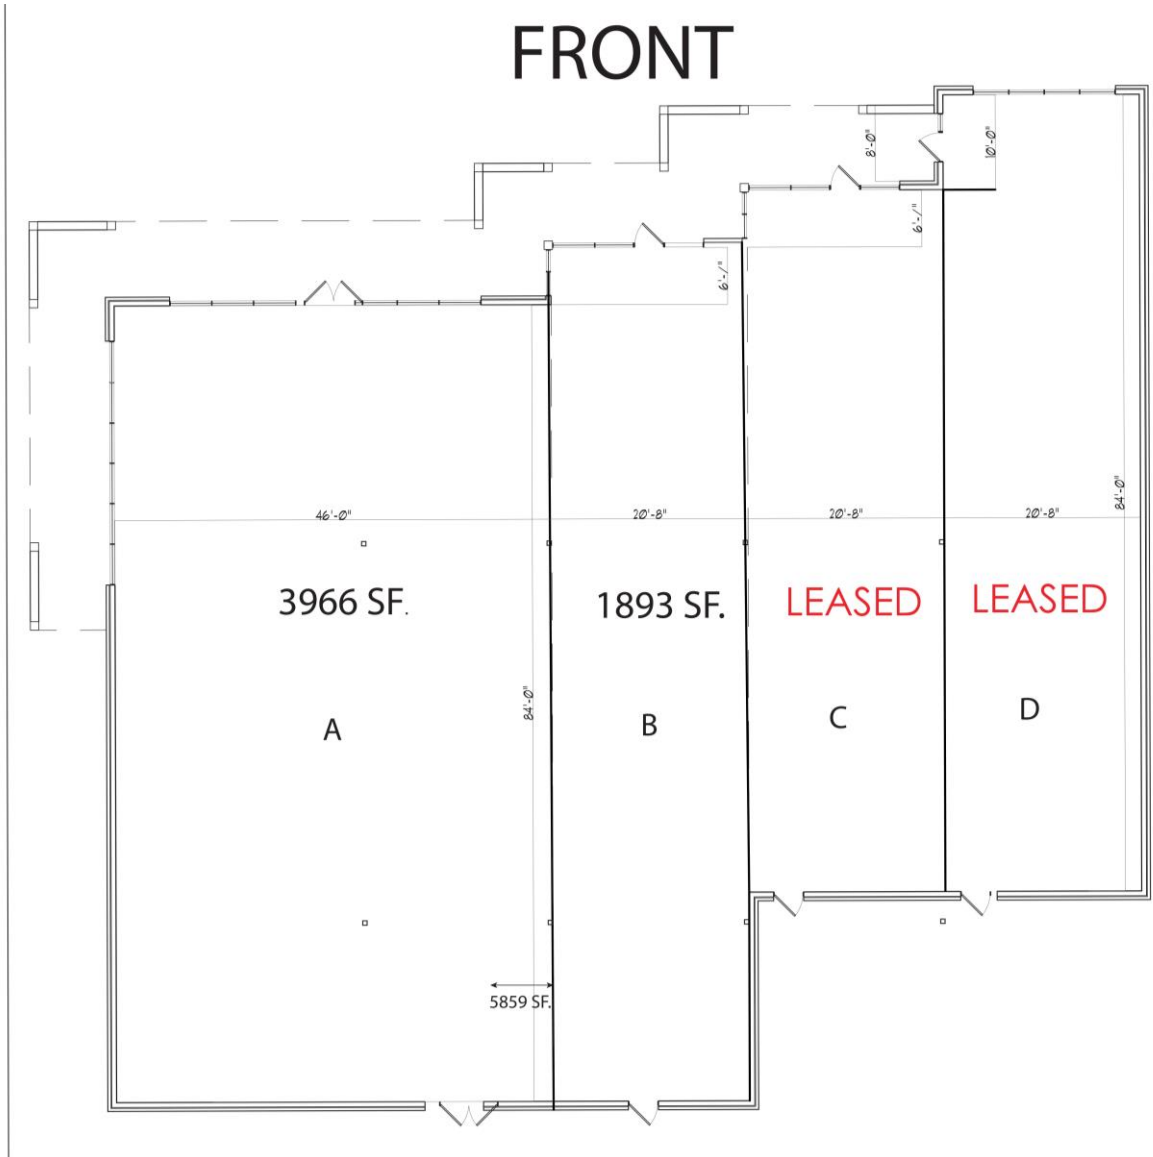 FRONT
8'-0"
10'-0"
6'-/"
6'-/"
84'-0"
46'-0"
20'-8"
20'-8"
20'-8"
3966 SF.
1893 SF.
LEASED
LEASED
84'-0"
A
B
C
D
5859 SF.